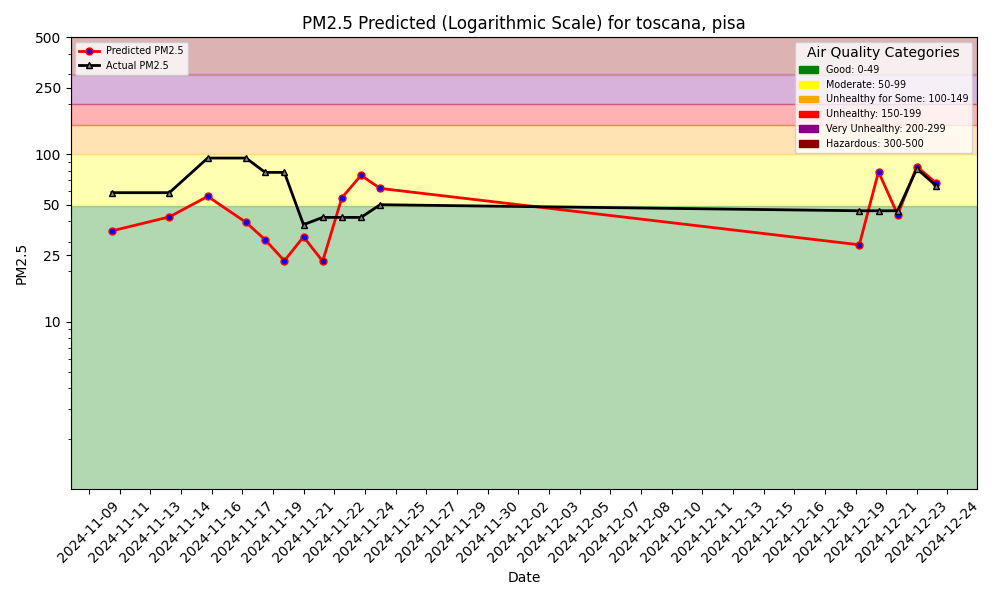 PM2.5 Predicted (Logarithmic Scale) for toscana, pisa
Predicted PM2.5
Actual PM2.5
Air Quality Categories
Good: 0-49
Moderate: 50-99
Unhealthy for Some: 100-149
Unhealthy: 150-199
Very Unhealthy: 200-299
Hazardous: 300-500
500
250
100
50
25
10
PM2.5
2024-11-09
2024-11-11
2024-11-13
2024-11-14
2024-11-16
2024-11-17
2024-11-19
2024-11-21
2024-11-22
2024-11-24
2024-11-25
2024-11-27
2024-11-29
2024-11-30
2024-12-02
2024-12-03
2024-12-05
2024-12-07
2024-12-08
2024-12-10
2024-12-11
2024-12-13
2024-12-15
2024-12-16
2024-12-18
2024-12-19
2024-12-21
2024-12-23
2024-12-24
Date